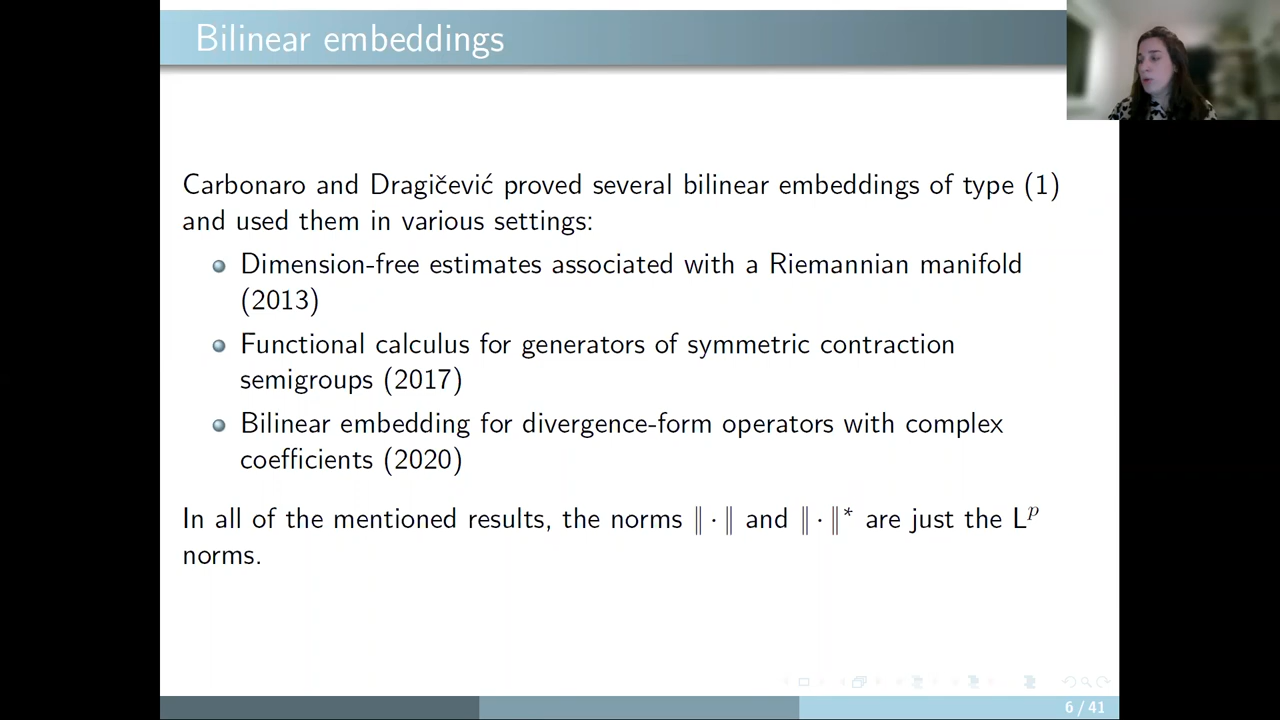 Bilinear embeddings
Carbonaro and Dragičević proved several bilinear embeddings of type (1)
and used them in various settings:
Dimension-free estimates associated with a Riemannian manifold
(2013)
Functional calculus for generators of symmetric contraction
semigroups (2017)
Bilinear embedding for divergence-form operators with complex
coefficients (2020)
In all of the mentioned results, the norms ‖ · ‖ and ‖ · ‖* are just the Lᵖ
norms.
6 / 41